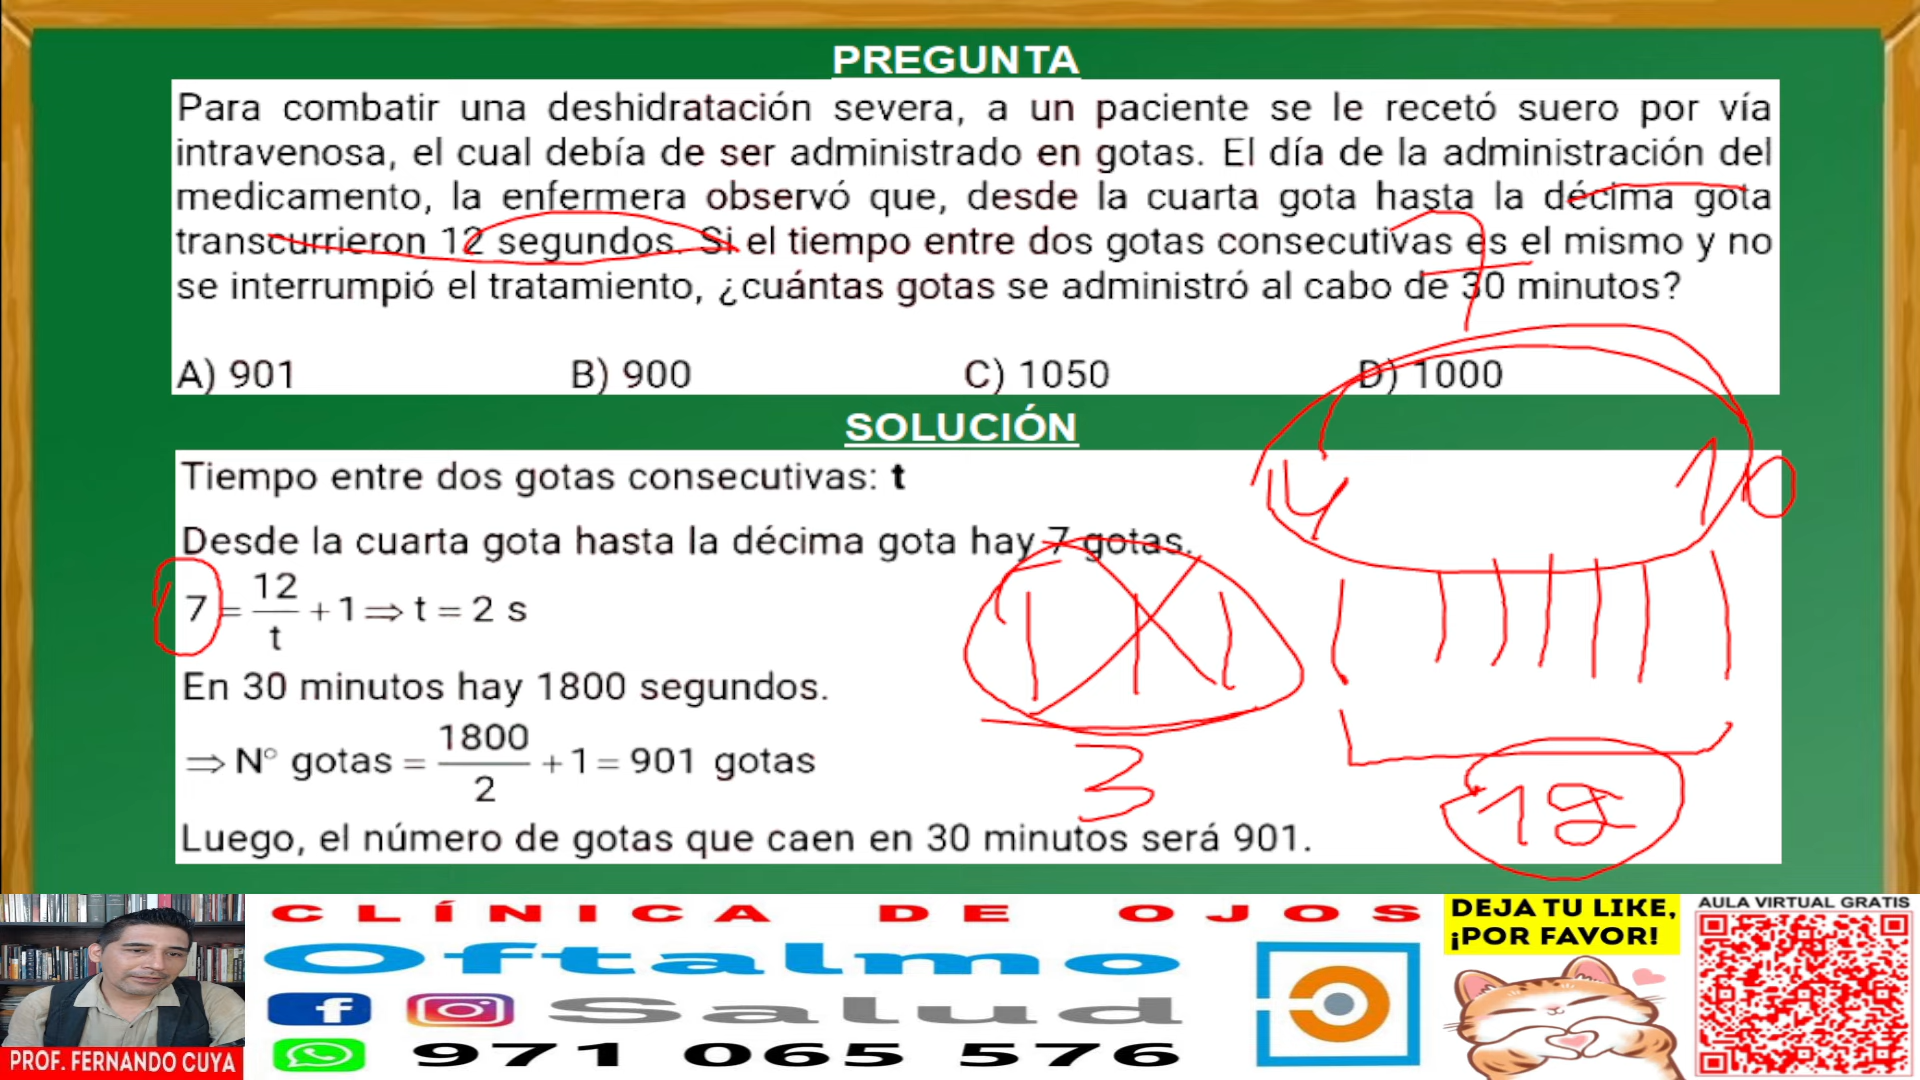 PREGUNTA
Para combatir una deshidratación severa, a un paciente se le recetó suero por vía
intravenosa, el cual debía de ser administrado en gotas. El día de la administración del
medicamento, la enfermera observó que, desde la cuarta gota hasta la décima gota
transcurrieron 12 segundos. Si el tiempo entre dos gotas consecutivas es el mismo y no
se interrumpió el tratamiento, ¿cuántas gotas se administró al cabo de 30 minutos?
7
A) 901 B) 900 C) 1050 D) 1000
SOLUCIÓN
Tiempo entre dos gotas consecutivas: t
4 10
Desde la cuarta gota hasta la décima gota hay 7 gotas.
7 = 12/t + 1 ⇒ t = 2 s
En 30 minutos hay 1800 segundos.
⇒ N° gotas = 1800/2 + 1 = 901 gotas
3
12
Luego, el número de gotas que caen en 30 minutos será 901.
CLÍNICA DE OJOS
Oftalmo
Salud
971 065 576
DEJA TU LIKE,
¡POR FAVOR!
AULA VIRTUAL GRATIS
PROF. FERNANDO CUYA